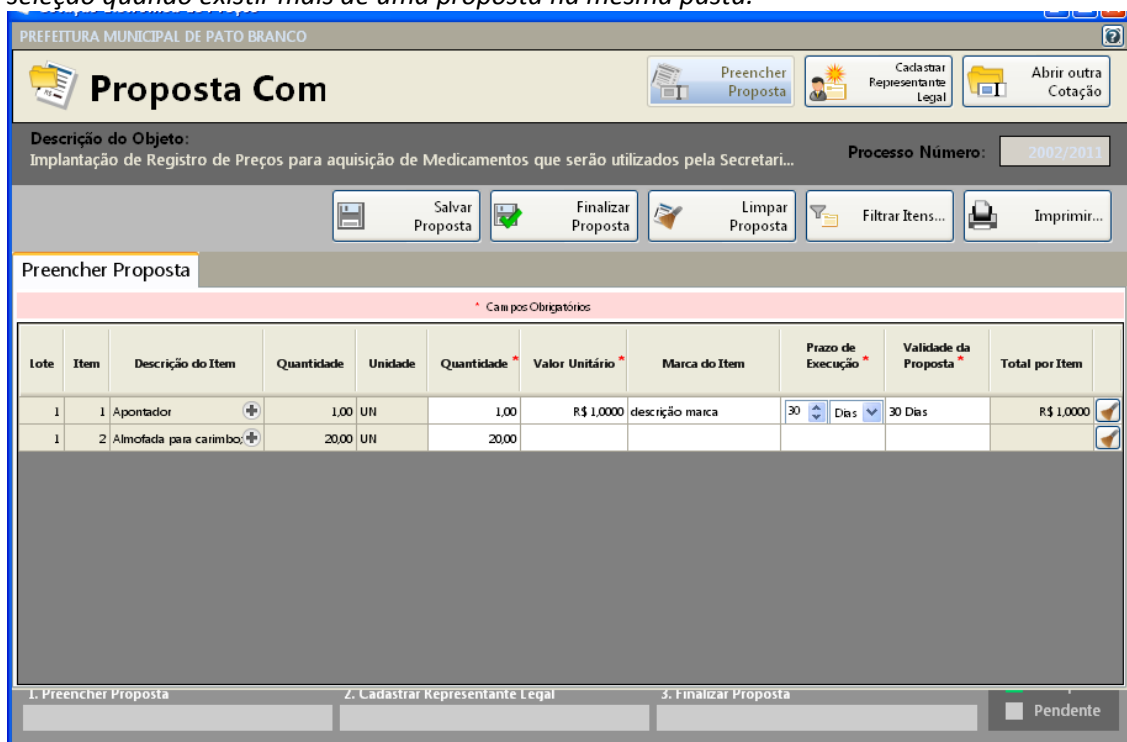 seleção quando existir mais de uma proposta na mesma pasta.
PREFEITURA MUNICIPAL DE PATO BRANCO
Proposta Com
Preencher
Proposta
Cadastrar
Representante
Legal
Abrir outra
Cotação
Descrição do Objeto:
Implantação de Registro de Preços para aquisição de Medicamentos que serão utilizados pela Secretari...
Processo Número:
2002/2011
Salvar
Proposta
Finalizar
Proposta
Limpar
Proposta
Filtrar Itens...
Imprimir...
Preencher Proposta
* Campos Obrigatórios
Lote Item Descrição do Item Quantidade Unidade Quantidade * Valor Unitário * Marca do Item Prazo de Execução * Validade da Proposta * Total por Item
1 1 Apontador 1,00 UN 1,00 R$ 1,0000 descrição marca 30 Dias 30 Dias R$ 1,0000
1 2 Almofada para carimbo; 20,00 UN 20,00
1. Preencher Proposta 2. Cadastrar Representante Legal 3. Finalizar Proposta
Pendente